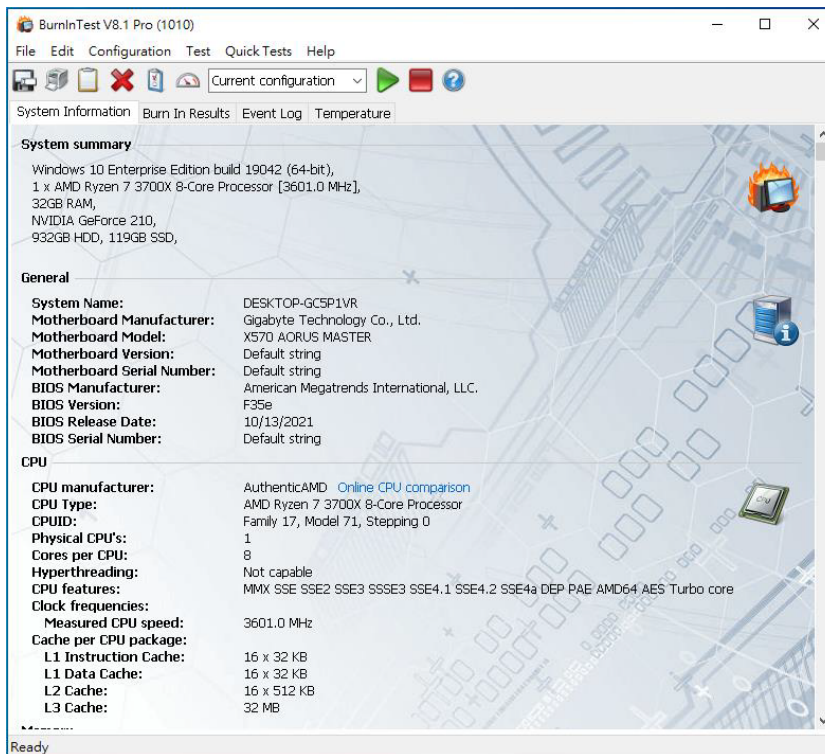 BurnInTest V8.1 Pro (1010)
File Edit Configuration Test Quick Tests Help
Current configuration
System Information Burn In Results Event Log Temperature
System summary
Windows 10 Enterprise Edition build 19042 (64-bit),
1 x AMD Ryzen 7 3700X 8-Core Processor [3601.0 MHz],
32GB RAM,
NVIDIA GeForce 210,
932GB HDD, 119GB SSD,
General
System Name: DESKTOP-GC5P1VR
Motherboard Manufacturer: Gigabyte Technology Co., Ltd.
Motherboard Model: X570 AORUS MASTER
Motherboard Version: Default string
Motherboard Serial Number: Default string
BIOS Manufacturer: American Megatrends International, LLC.
BIOS Version: F35e
BIOS Release Date: 10/13/2021
BIOS Serial Number: Default string
CPU
CPU manufacturer: AuthenticAMD Online CPU comparison
CPU Type: AMD Ryzen 7 3700X 8-Core Processor
CPUID: Family 17, Model 71, Stepping 0
Physical CPU's: 1
Cores per CPU: 8
Hyperthreading: Not capable
CPU features: MMX SSE SSE2 SSE3 SSSE3 SSE4.1 SSE4.2 SSE4a DEP PAE AMD64 AES Turbo core
Clock frequencies:
Measured CPU speed: 3601.0 MHz
Cache per CPU package:
L1 Instruction Cache: 16 x 32 KB
L1 Data Cache: 16 x 32 KB
L2 Cache: 16 x 512 KB
L3 Cache: 32 MB
Ready